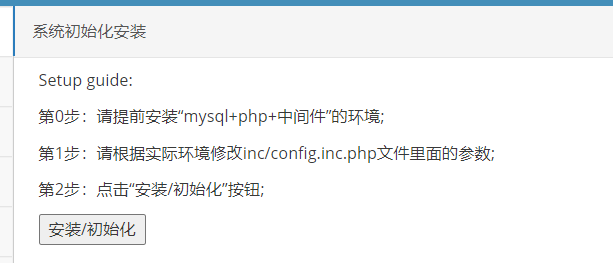 系统初始化安装
Setup guide:
第0步：请提前安装“mysql+php+中间件”的环境;
第1步：请根据实际环境修改inc/config.inc.php文件里面的参数;
第2步：点击“安装/初始化”按钮;
安装/初始化